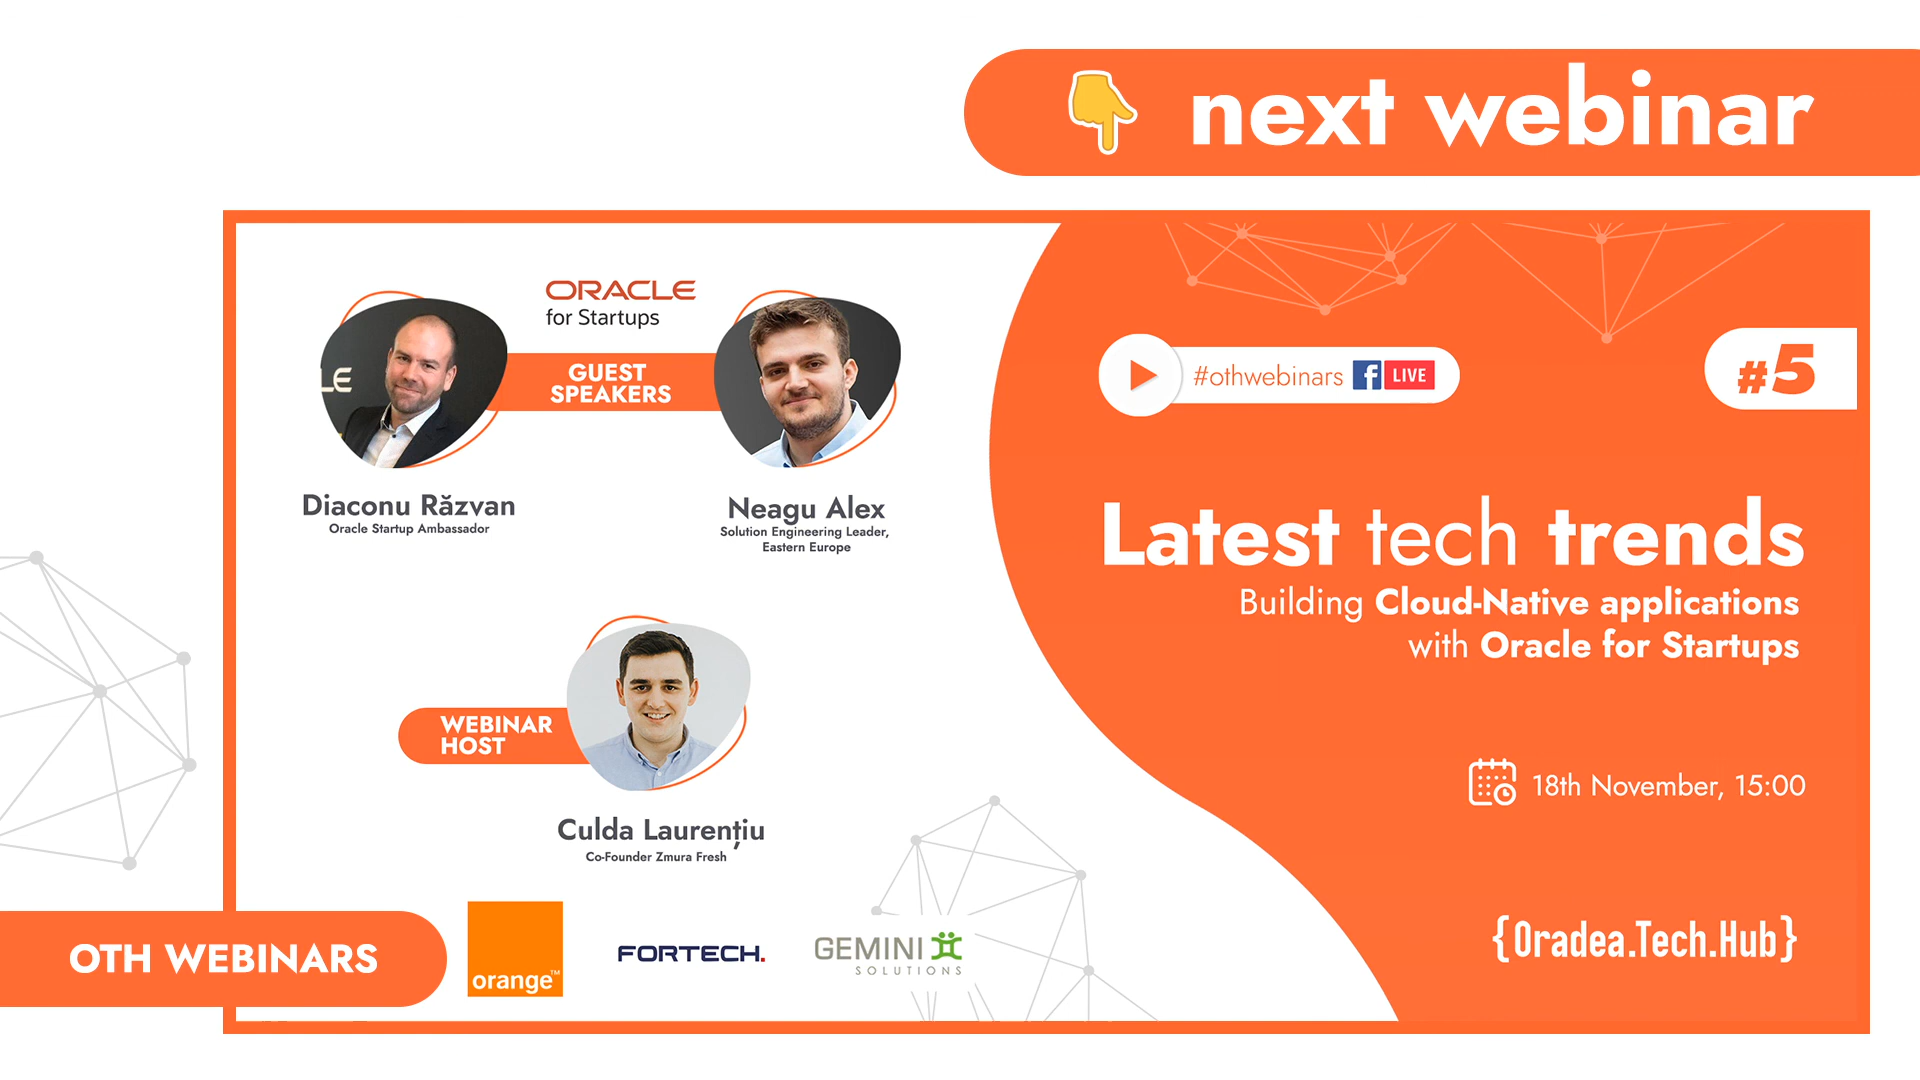 next webinar
ORACLE
for Startups
LE
GUEST
SPEAKERS
Diaconu Răzvan
Oracle Startup Ambassador
Neagu Alex
Solution Engineering Leader,
Eastern Europe
WEBINAR
HOST
Culda Laurențiu
Co-Founder Zmura Fresh
#othwebinars f LIVE
#5
Latest tech trends
Building Cloud-Native applications
with Oracle for Startups
18th November, 15:00
{Oradea.Tech.Hub}
OTH WEBINARS
orange™
FORTECH.
GEMINI
SOLUTIONS